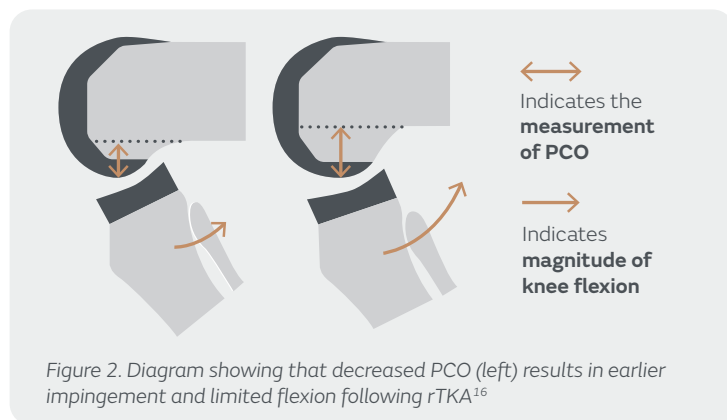 Indicates the
measurement
of PCO
Indicates
magnitude of
knee flexion
Figure 2. Diagram showing that decreased PCO (left) results in earlier
impingement and limited flexion following rTKA¹⁶